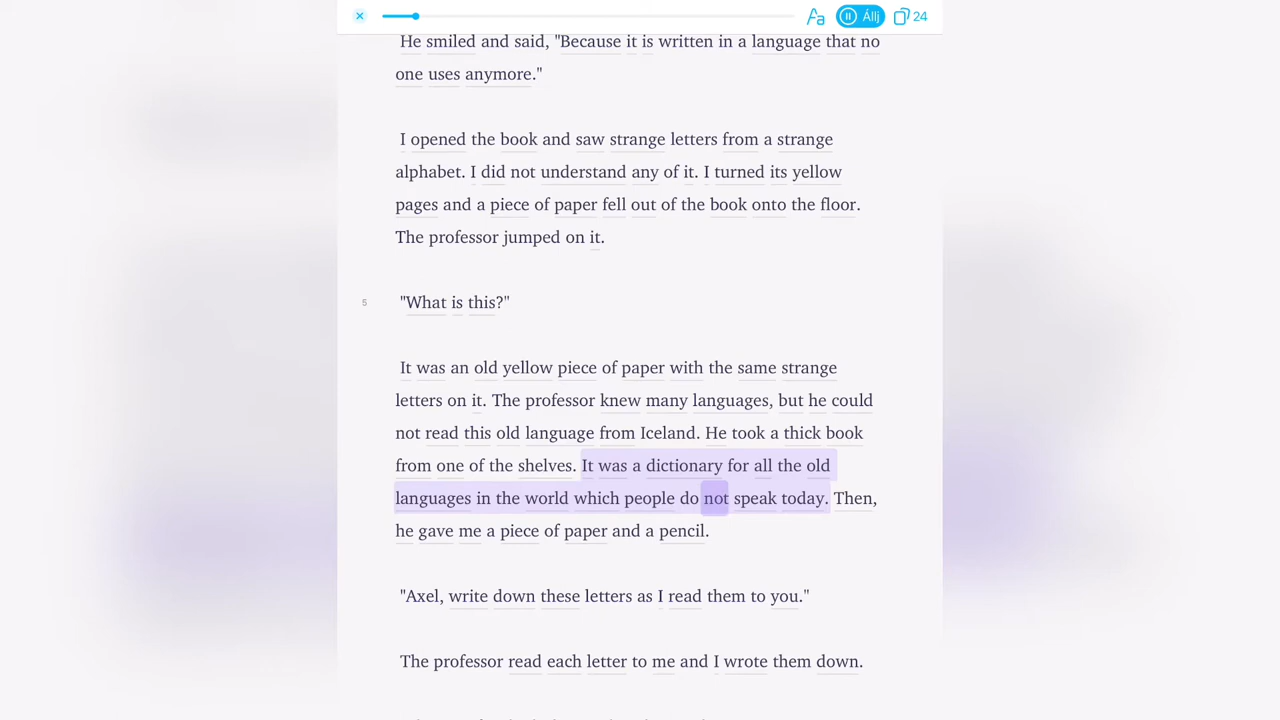 Állj
24
He smiled and said, "Because it is written in a language that no
one uses anymore."
I opened the book and saw strange letters from a strange
alphabet. I did not understand any of it. I turned its yellow
pages and a piece of paper fell out of the book onto the floor.
The professor jumped on it.
5
"What is this?"
It was an old yellow piece of paper with the same strange
letters on it. The professor knew many languages, but he could
not read this old language from Iceland. He took a thick book
from one of the shelves. It was a dictionary for all the old
languages in the world which people do not speak today. Then,
he gave me a piece of paper and a pencil.
"Axel, write down these letters as I read them to you."
The professor read each letter to me and I wrote them down.